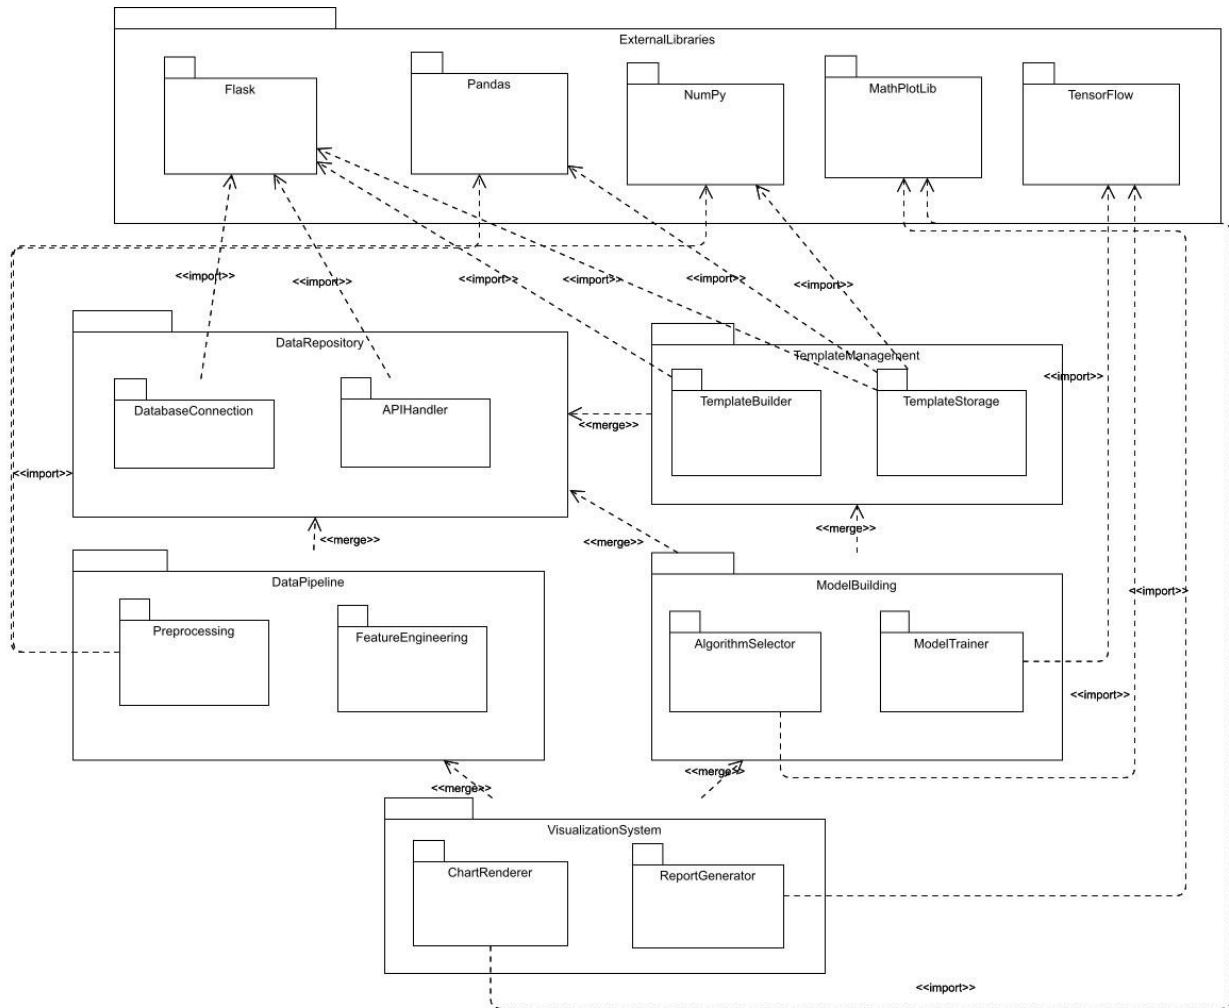 ExternalLibraries
Flask
Pandas
NumPy
MathPlotLib
TensorFlow
<<import>>
<<import>>
<<import>>
<<import>>
<<import>>
<<import>>
DataRepository
TemplateManagement
<<import>>
DatabaseConnection
APIHandler
TemplateBuilder
TemplateStorage
<<merge>>
<<import>>
<<merge>>
<<merge>>
<<merge>>
DataPipeline
ModelBuilding
<<import>>
Preprocessing
FeatureEngineering
AlgorithmSelector
ModelTrainer
<<import>>
<<merge>>
<<merge>>
VisualizationSystem
ChartRenderer
ReportGenerator
<<import>>